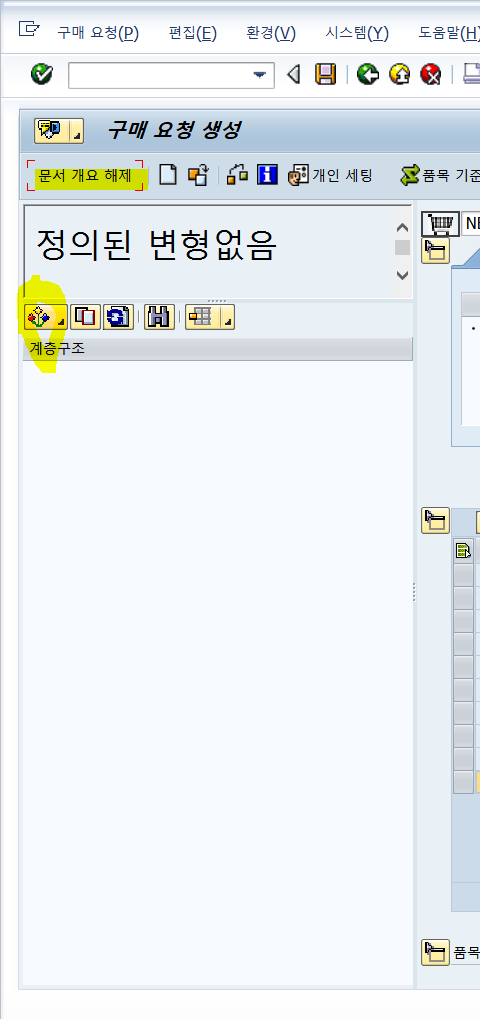 구매 요청(P) 편집(E) 환경(V) 시스템(Y) 도움말(H)
구매 요청 생성
문서 개요 해제 개인 세팅 품목 기준
정의된 변형없음
NE
계층구조
품목